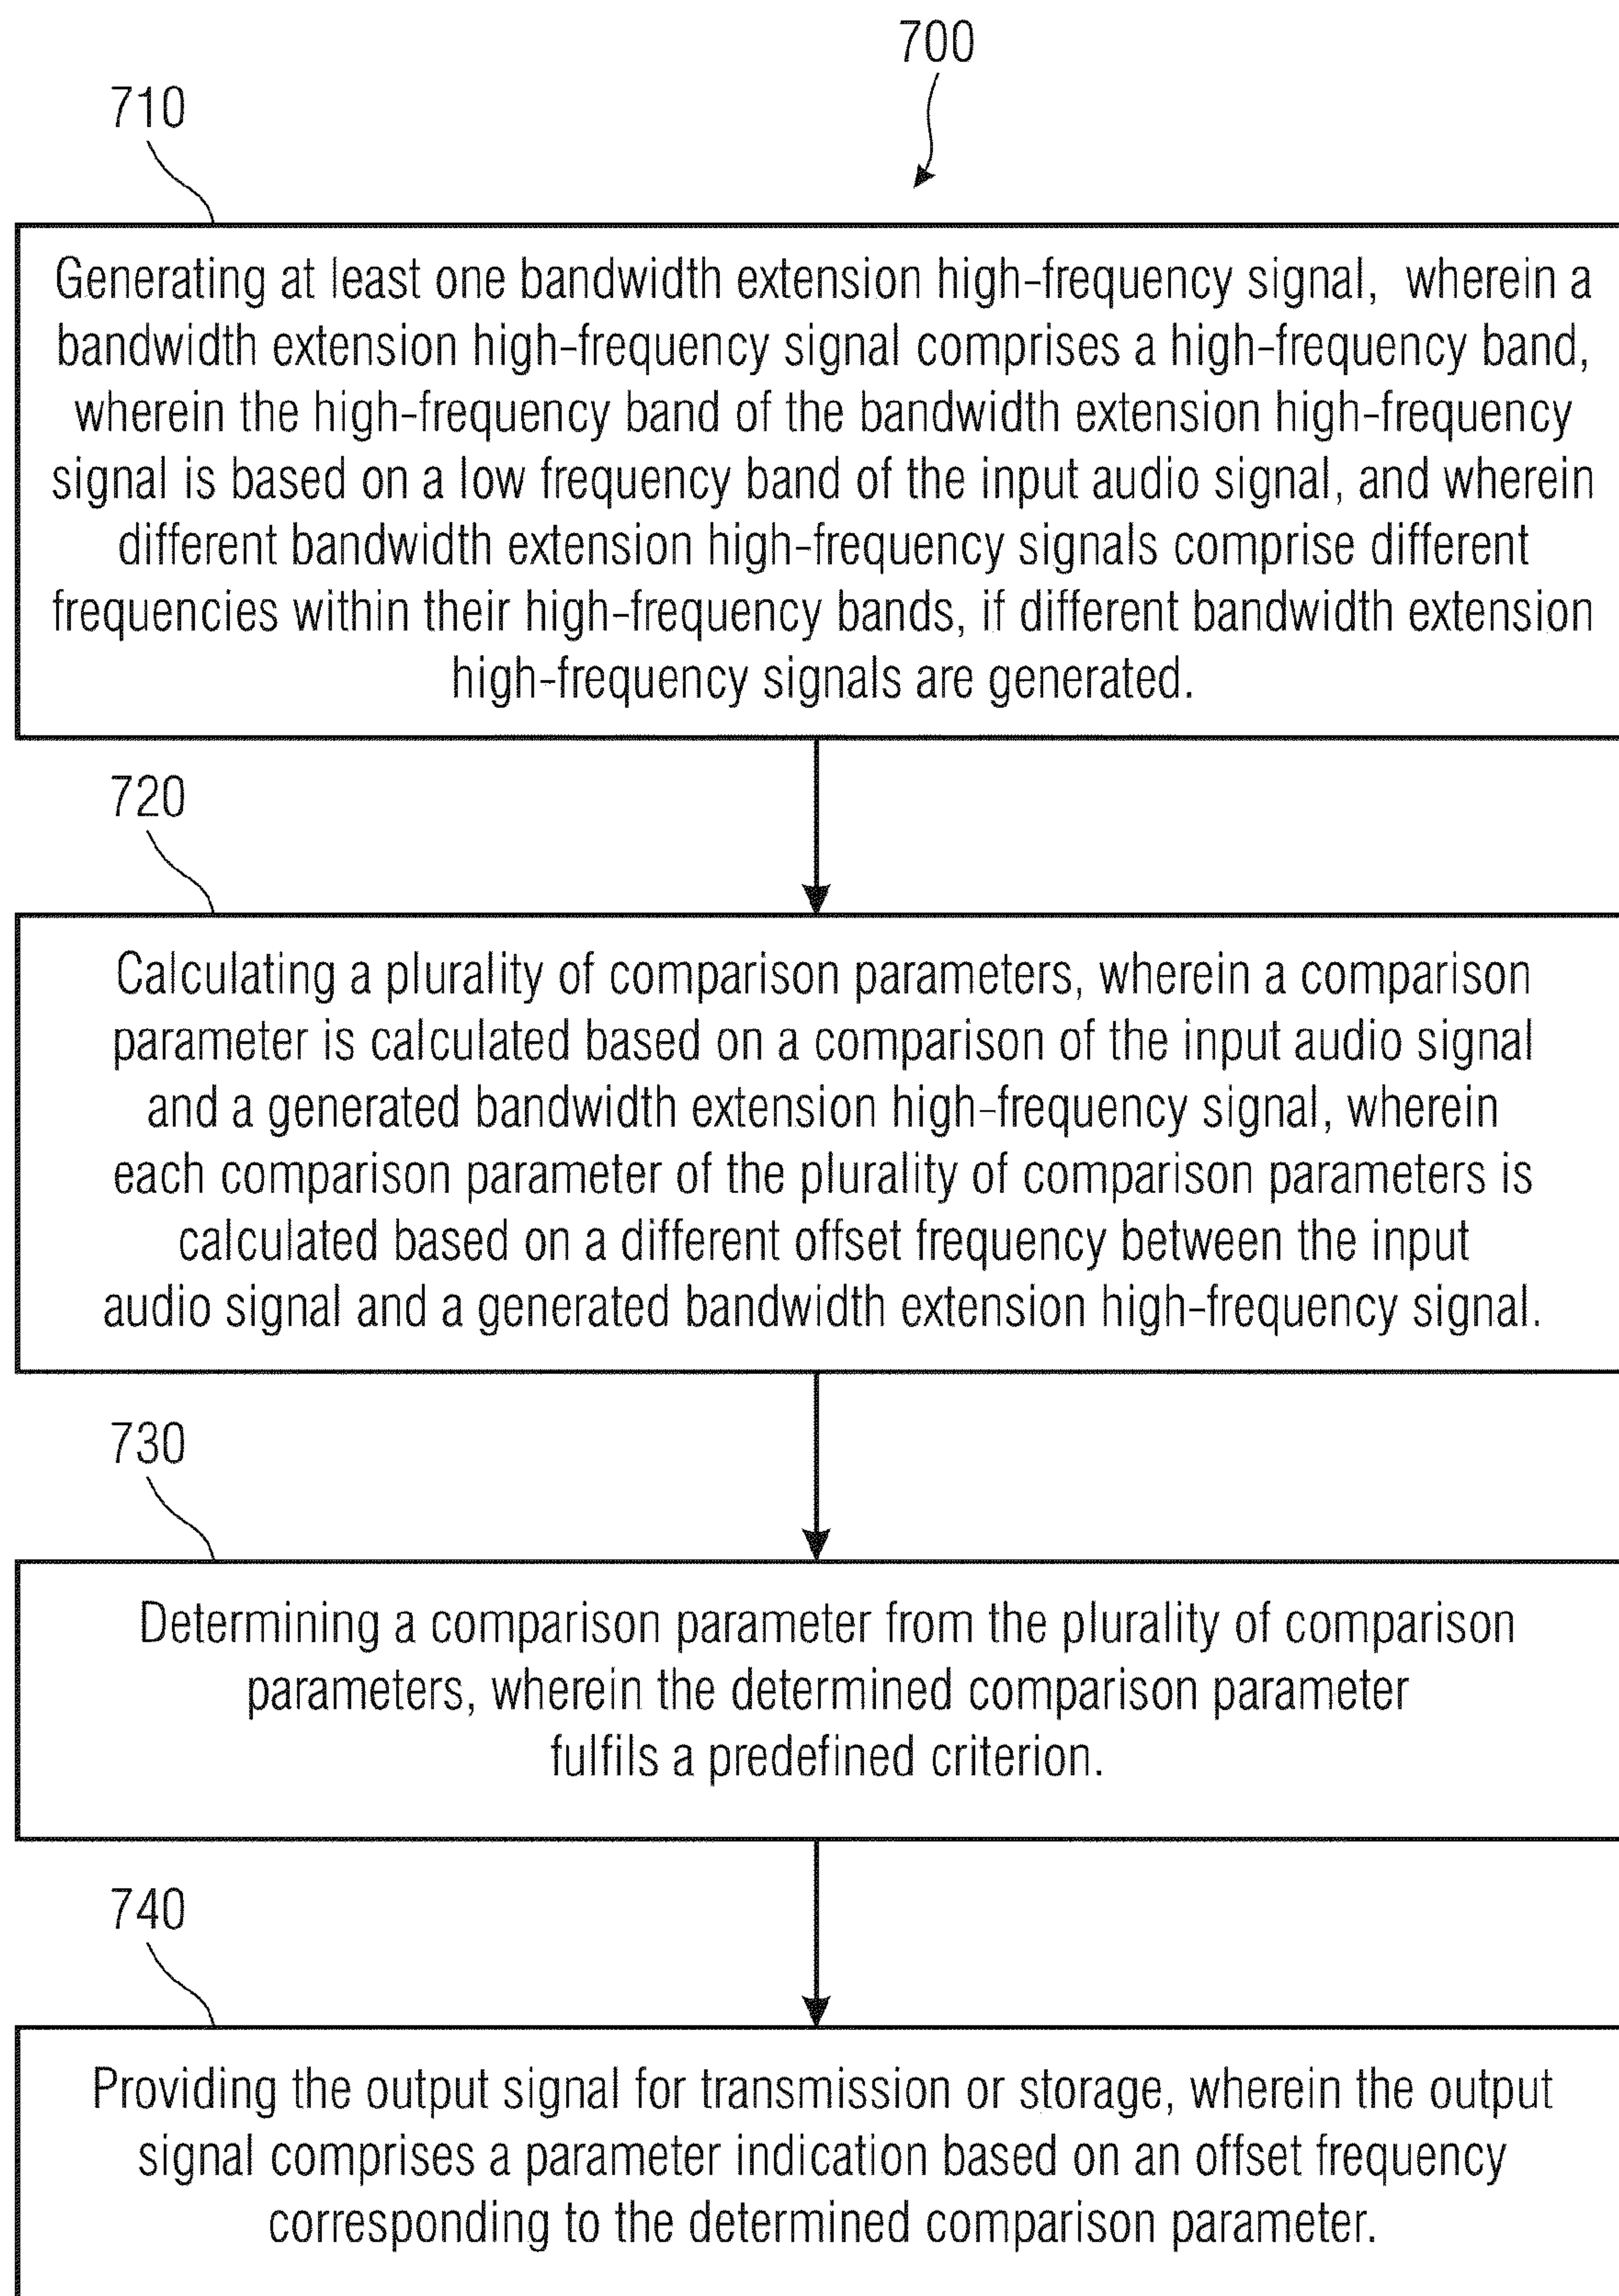 700
710
Generating at least one bandwidth extension high-frequency signal, wherein a
bandwidth extension high-frequency signal comprises a high-frequency band,
wherein the high-frequency band of the bandwidth extension high-frequency
signal is based on a low frequency band of the input audio signal, and wherein
different bandwidth extension high-frequency signals comprise different
frequencies within their high-frequency bands, if different bandwidth extension
high-frequency signals are generated.
720
Calculating a plurality of comparison parameters, wherein a comparison
parameter is calculated based on a comparison of the input audio signal
and a generated bandwidth extension high-frequency signal, wherein
each comparison parameter of the plurality of comparison parameters is
calculated based on a different offset frequency between the input
audio signal and a generated bandwidth extension high-frequency signal.
730
Determining a comparison parameter from the plurality of comparison
parameters, wherein the determined comparison parameter
fulfils a predefined criterion.
740
Providing the output signal for transmission or storage, wherein the output
signal comprises a parameter indication based on an offset frequency
corresponding to the determined comparison parameter.